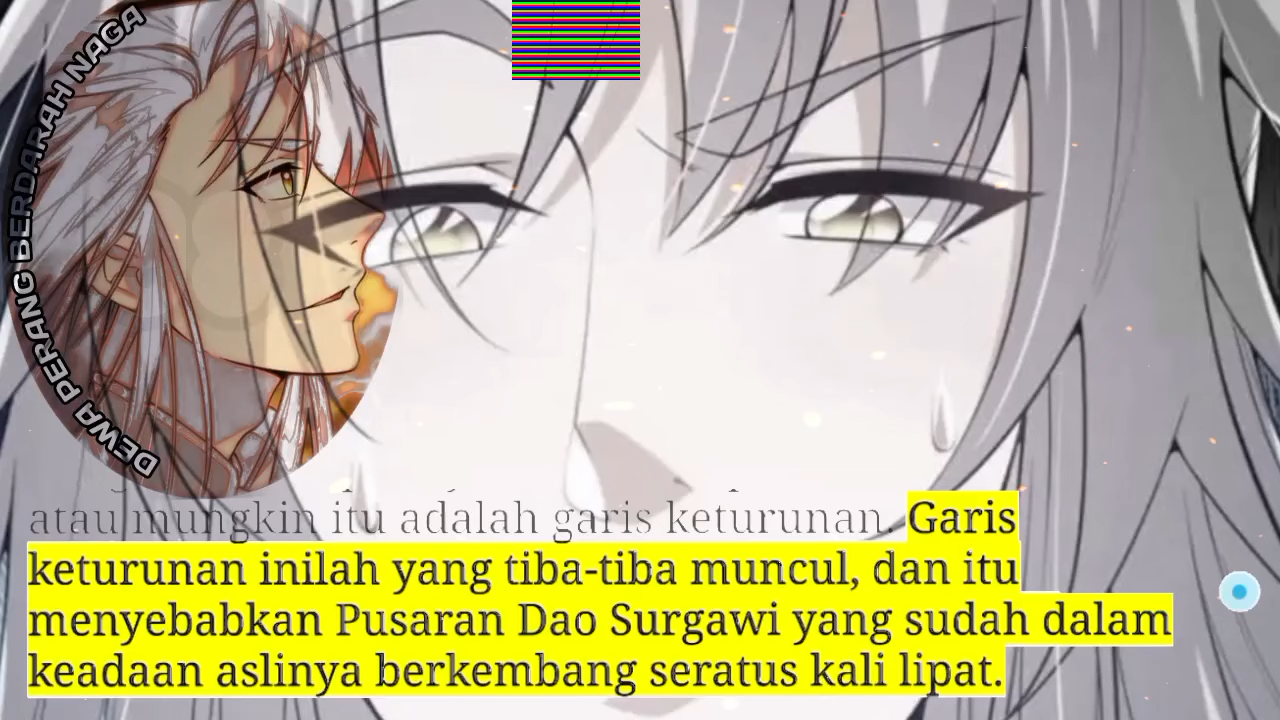 DEWA PERANG BERDARAH NAGA
atau mungkin itu adalah garis keturunan. Garis
keturunan inilah yang tiba-tiba muncul, dan itu
menyebabkan Pusaran Dao Surgawi yang sudah dalam
keadaan aslinya berkembang seratus kali lipat.